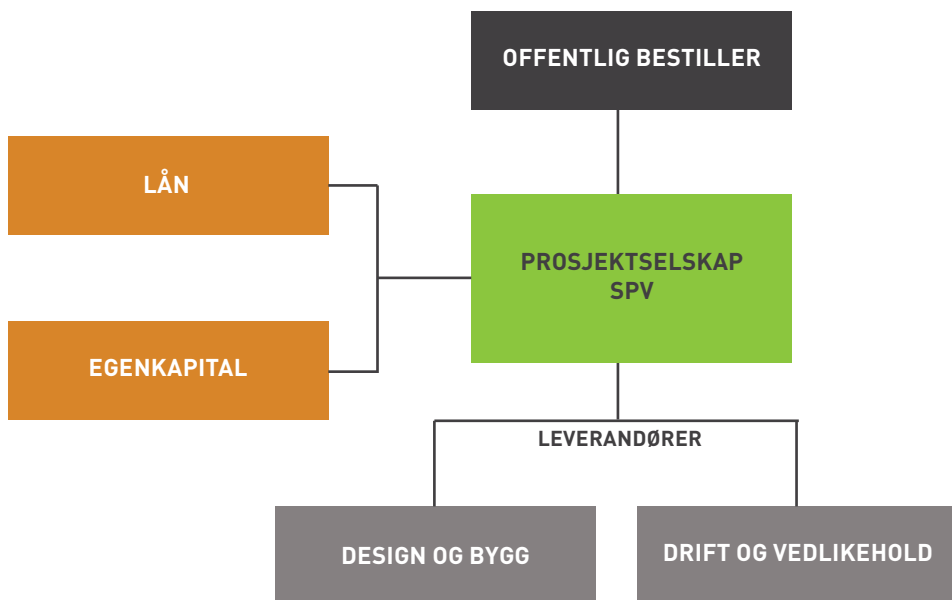 OFFENTLIG BESTILLER
LÅN
PROSJEKTSELSKAP
SPV
EGENKAPITAL
LEVERANDØRER
DESIGN OG BYGG
DRIFT OG VEDLIKEHOLD